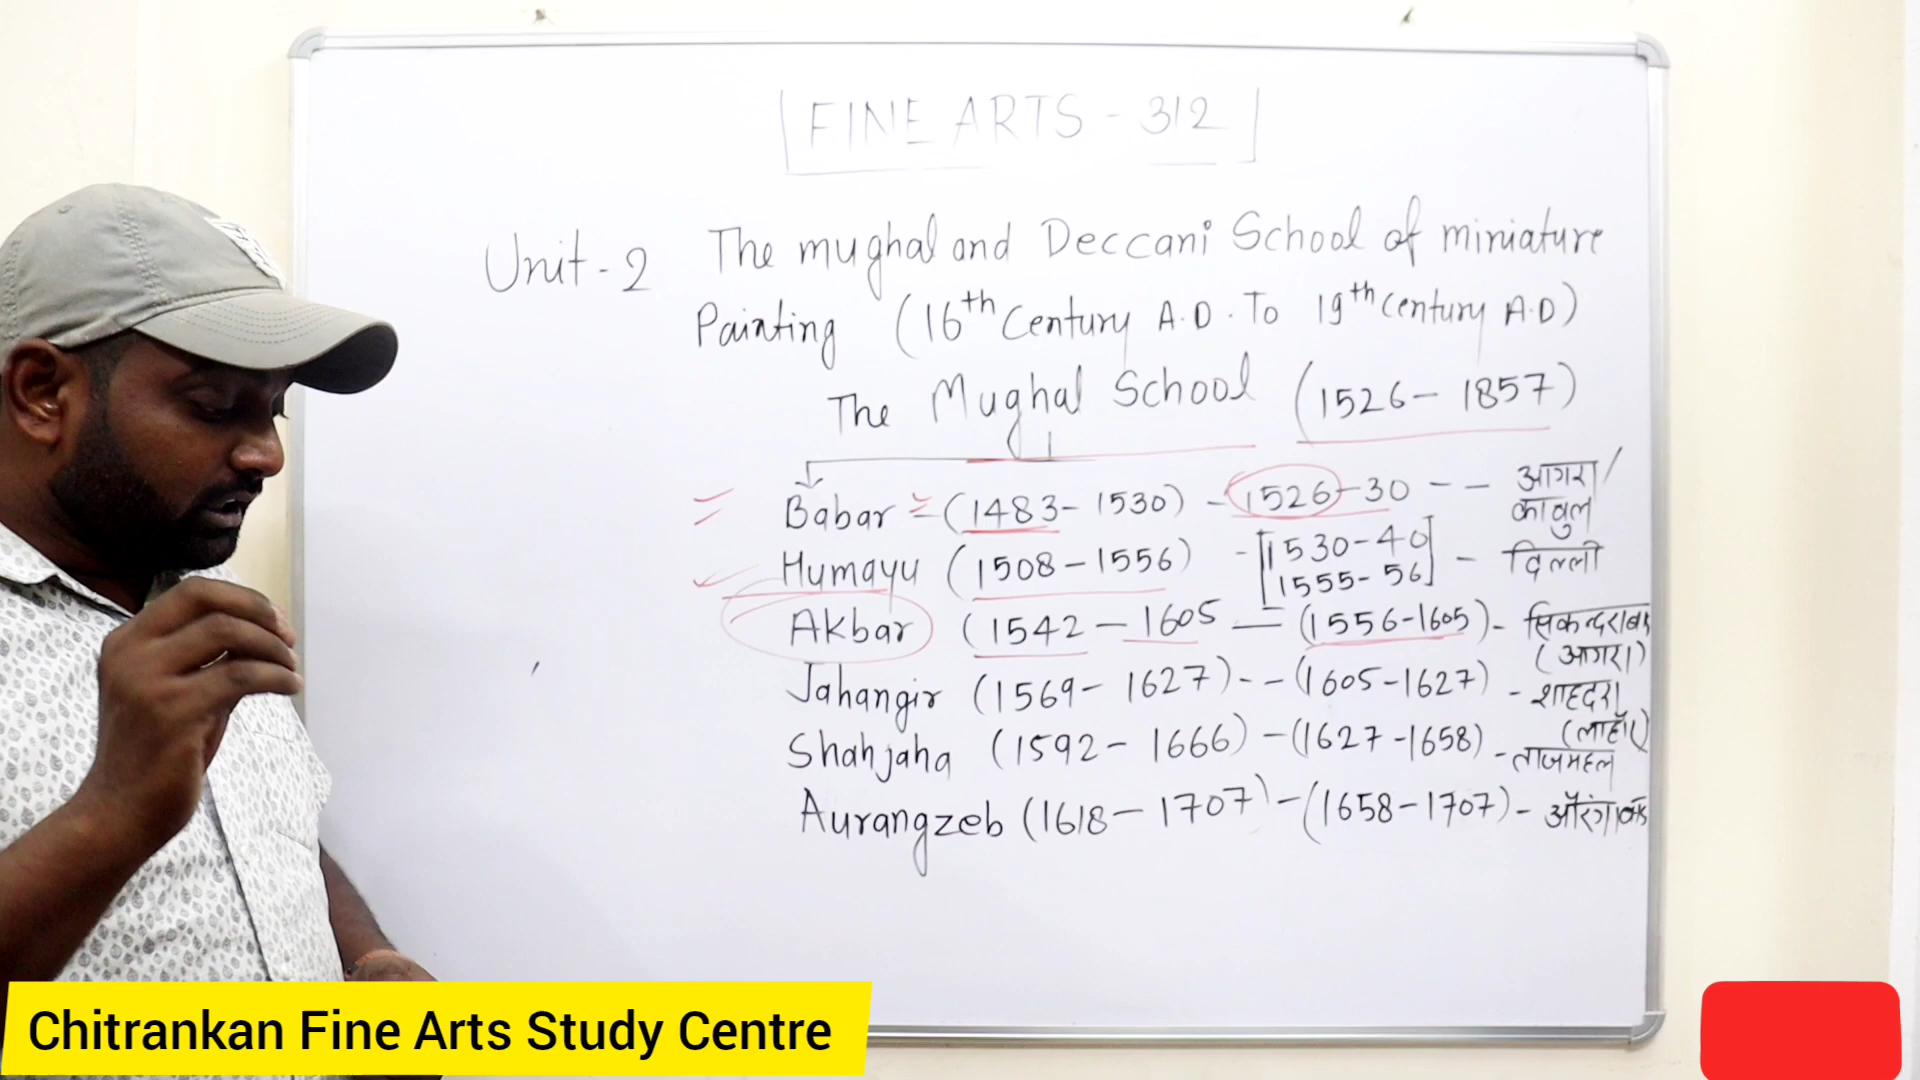 FINE ARTS - 312
Unit - 2 The mughal and Deccani School of miniature
Painting (16th Century A.D. To 19th Century A.D)
The Mughal School (1526 - 1857)
Babar = (1483 - 1530) - 1526 - 30 - - आगरा/
काबुल
Humayu (1508 - 1556) - [1530 - 40
1555 - 56] - दिल्ली
Akbar (1542 - 1605 - (1556 - 1605) - सिकन्दराबाद
(आगरा)
Jahangir (1569 - 1627) - - (1605 - 1627) - शाहदरा
(लाहौर)
Shahjaha (1592 - 1666) - (1627 - 1658) - ताजमहल
Aurangzeb (1618 - 1707) - (1658 - 1707) -
Chitrankan Fine Arts Study Centre